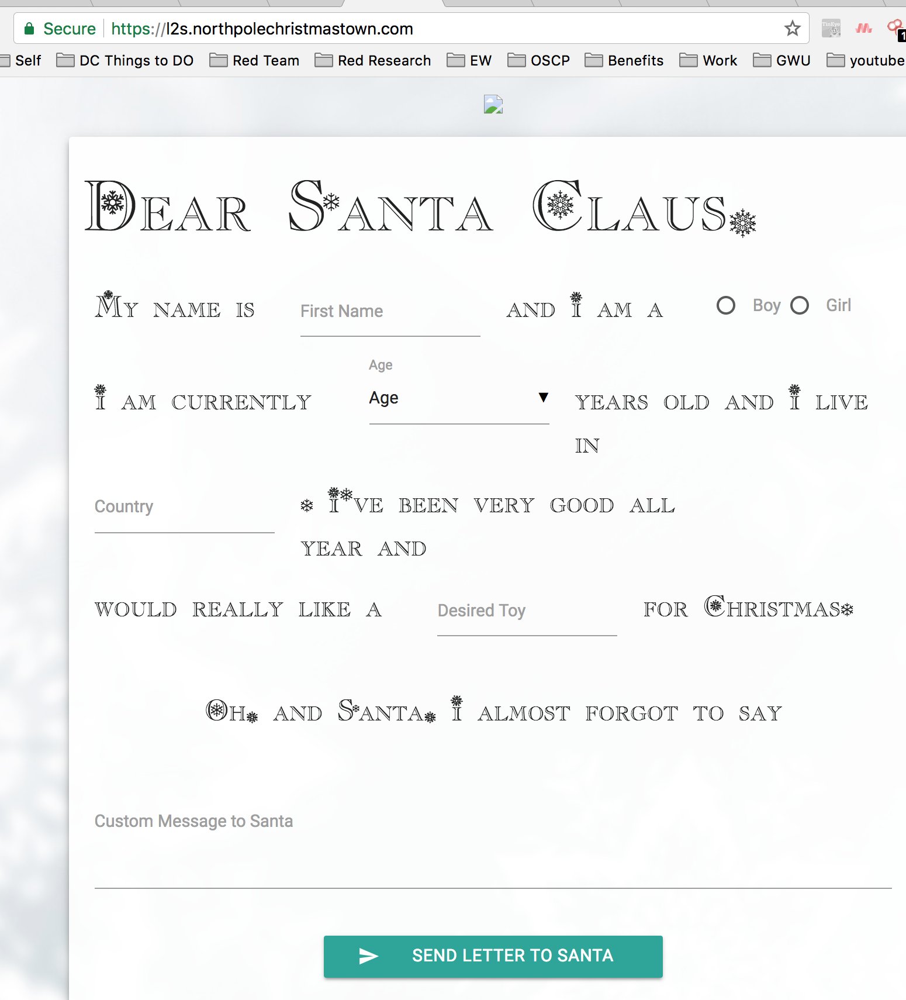 Secure https://l2s.northpolechristmastown.com TinEye 1
Self DC Things to DO Red Team Red Research EW OSCP Benefits Work GWU youtube
Dear Santa Claus,
My name is First Name and I am a Boy Girl
Age
I am currently Age years old and I live
in
Country . I've been very good all
year and
would really like a Desired Toy for Christmas.
Oh, and Santa, I almost forgot to say
Custom Message to Santa
SEND LETTER TO SANTA